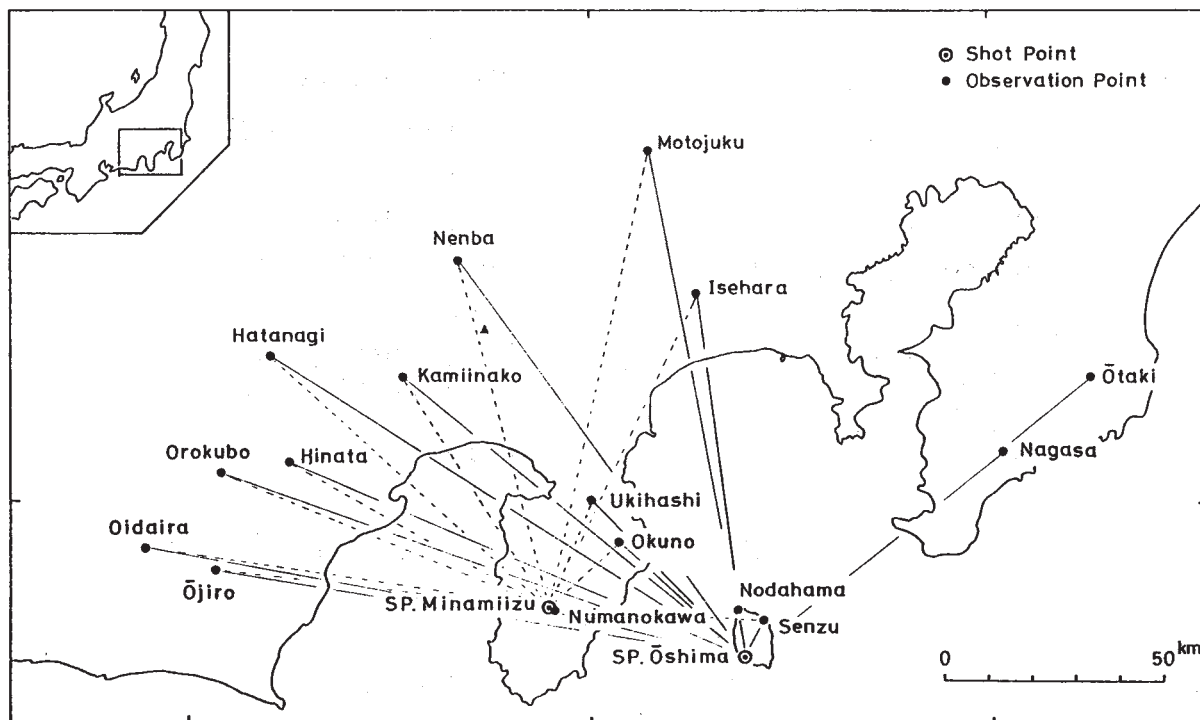 Shot Point
Observation Point
Motojuku
Nenba
Isehara
Hatanagi
Kamiinako
Ōtaki
Orokubo
Hinata
Nagasa
Ukihashi
Oidaira
Okuno
Ōjiro
SP. Minamiizu
Numanokawa
Nodahama
Senzu
SP. Ōshima
0 50 km